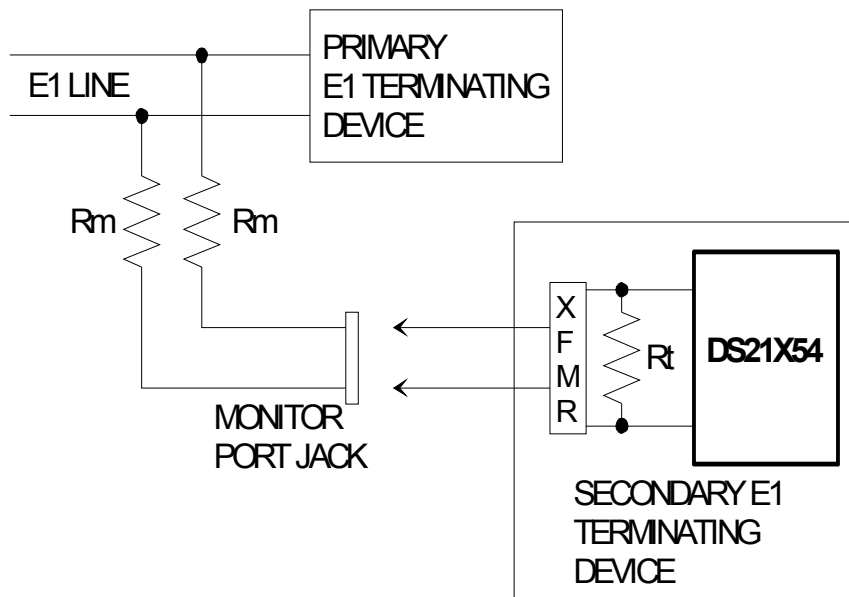 PRIMARY
E1 TERMINATING
DEVICE
E1 LINE
Rm
Rm
MONITOR
PORT JACK
X
F
M
R
Rt
DS21X54
SECONDARY E1
TERMINATING
DEVICE